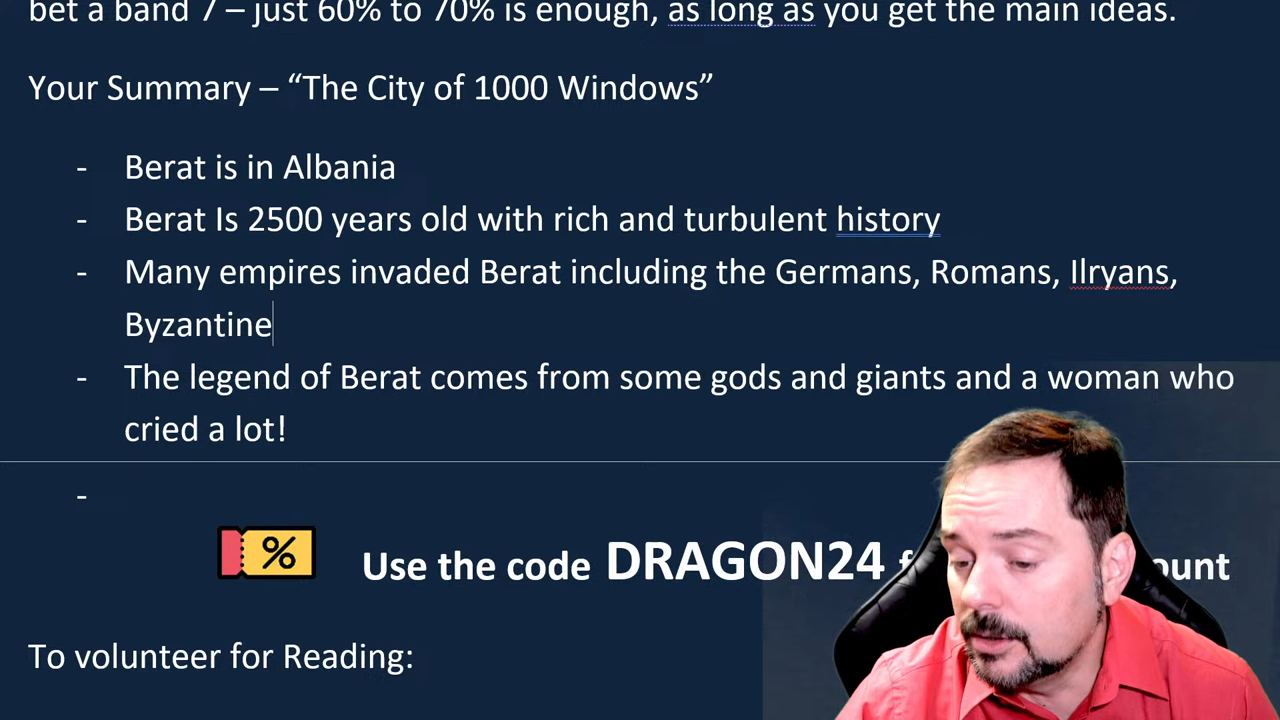 bet a band 7 – just 60% to 70% is enough, as long as you get the main ideas.
Your Summary – “The City of 1000 Windows”
- Berat is in Albania
- Berat Is 2500 years old with rich and turbulent history
- Many empires invaded Berat including the Germans, Romans, Ilryans,
Byzantine
- The legend of Berat comes from some gods and giants and a woman who
cried a lot!
-
% Use the code DRAGON24
To volunteer for Reading: